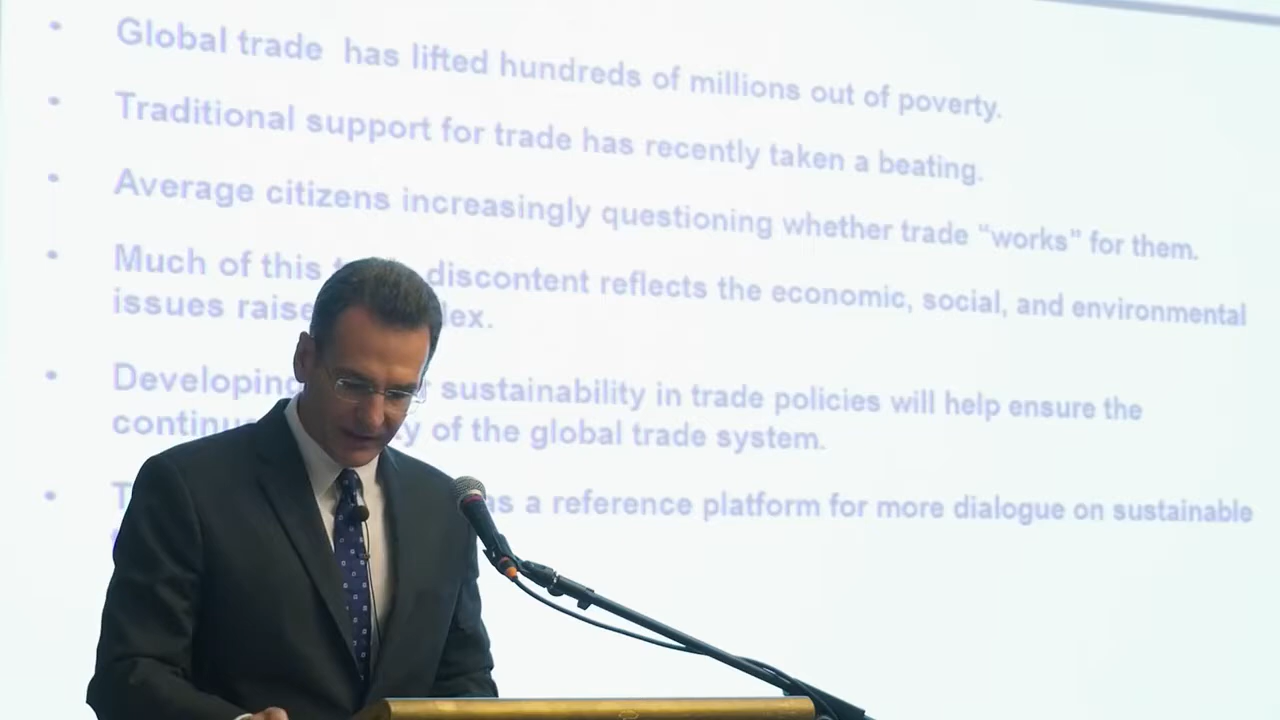 • Global trade has lifted hundreds of millions out of poverty.
• Traditional support for trade has recently taken a beating.
• Average citizens increasingly questioning whether trade “works” for them.
• Much of this discontent reflects the economic, social, and environmental
issues
• Developing sustainability in trade policies will help ensure the
of the global trade system.
• as a reference platform for more dialogue on sustainable